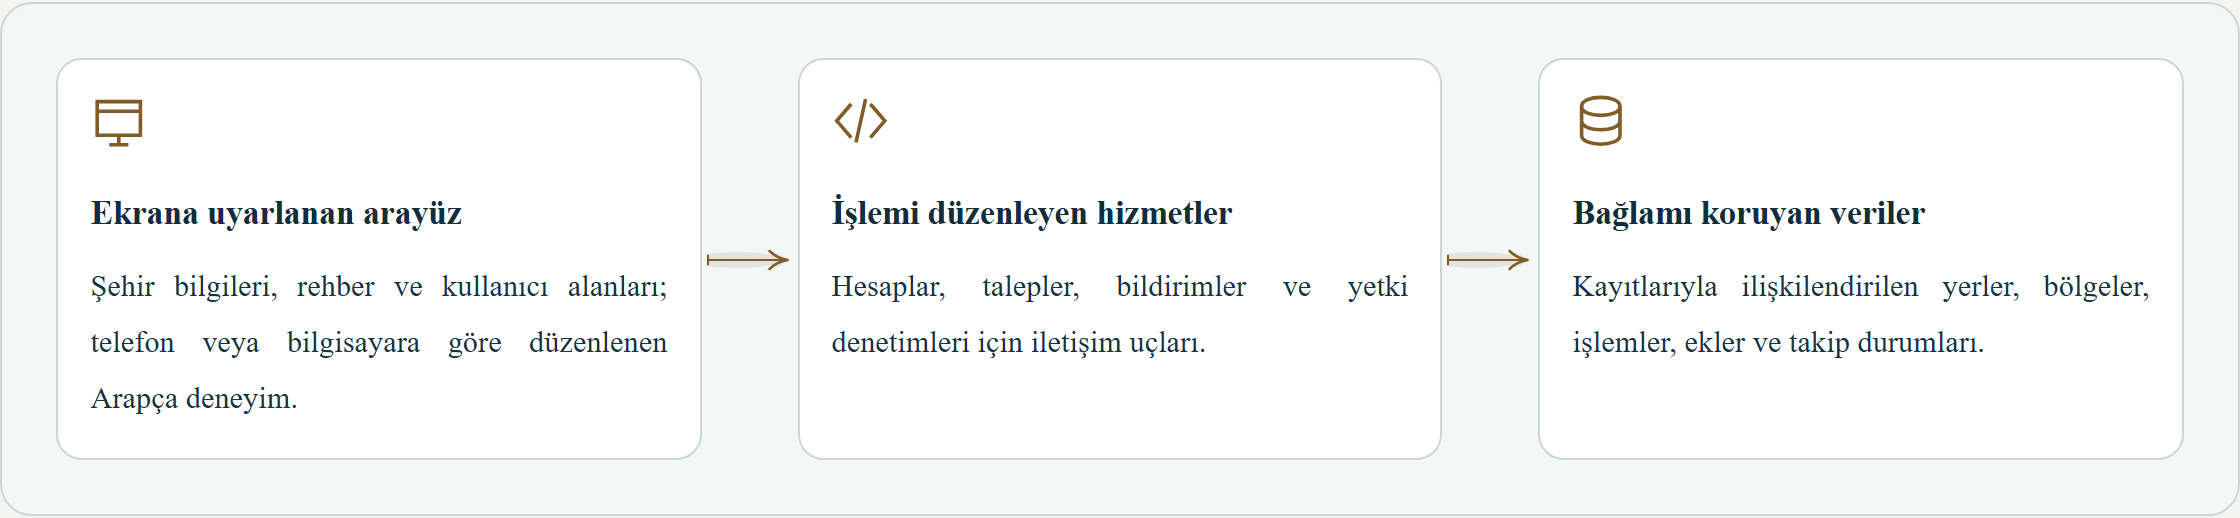 Ekrana uyarlanan arayüz
Şehir bilgileri, rehber ve kullanıcı alanları;
telefon veya bilgisayara göre düzenlenen
Arapça deneyim.
İşlemi düzenleyen hizmetler
Hesaplar, talepler, bildirimler ve yetki
denetimleri için iletişim uçları.
Bağlamı koruyan veriler
Kayıtlarıyla ilişkilendirilen yerler, bölgeler,
işlemler, ekler ve takip durumları.